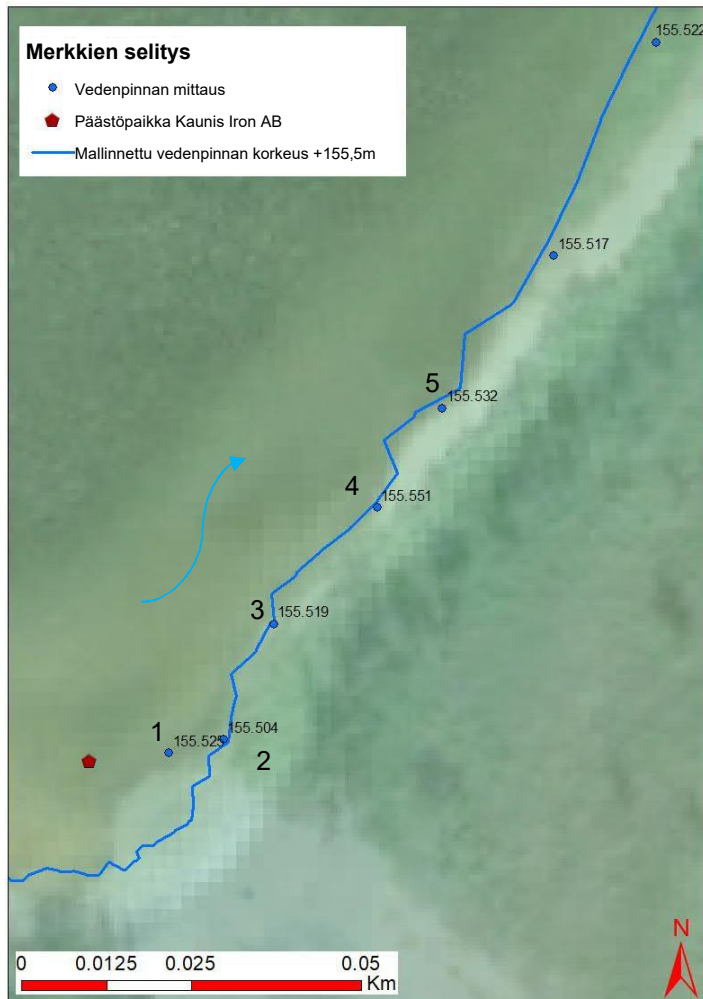 Merkkien selitys
Vedenpinnan mittaus
Päästöpaikka Kaunis Iron AB
Mallinnettu vedenpinnan korkeus +155,5m
155.522
155.517
5
155.532
4
155.551
3
155.519
1
155.525
155.504
2
N
0 0.0125 0.025 0.05
Km